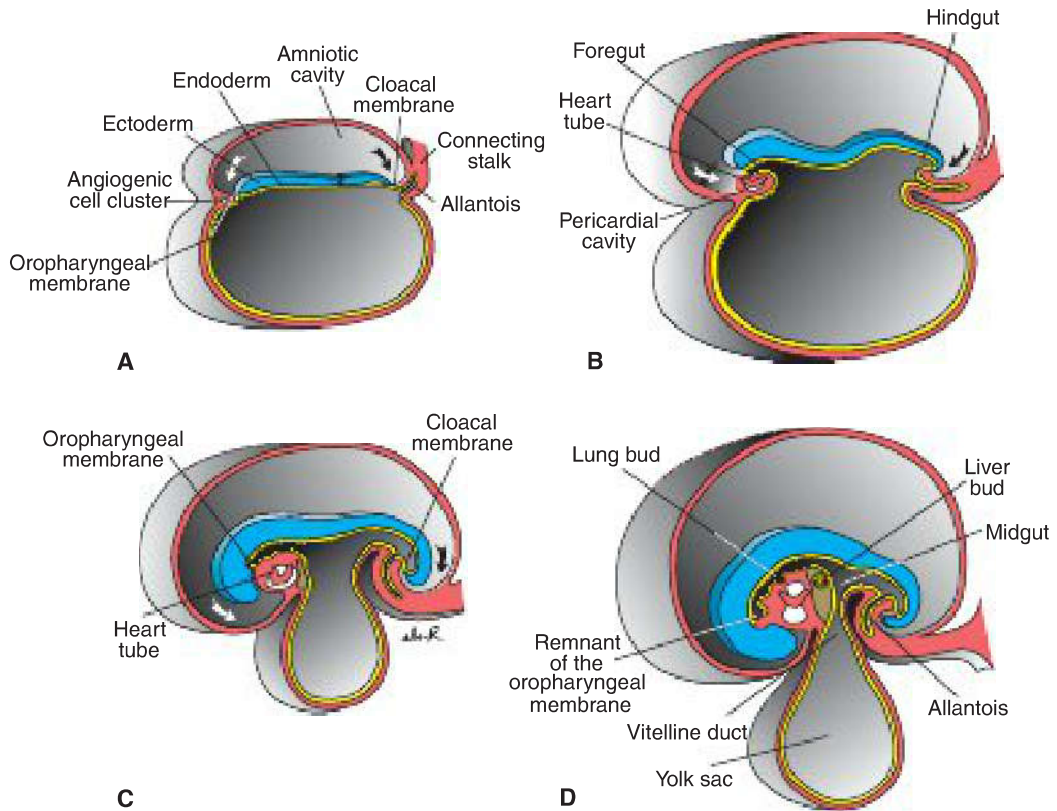 Amniotic
cavity
Endoderm
Cloacal
membrane
Ectoderm
Connecting
stalk
Angiogenic
cell cluster
Allantois
Oropharyngeal
membrane
A
Hindgut
Foregut
Heart
tube
Pericardial
cavity
B
Oropharyngeal
membrane
Cloacal
membrane
Heart
tube
C
Lung bud
Liver
bud
Midgut
Remnant
of the
oropharyngeal
membrane
Allantois
Vitelline duct
Yolk sac
D